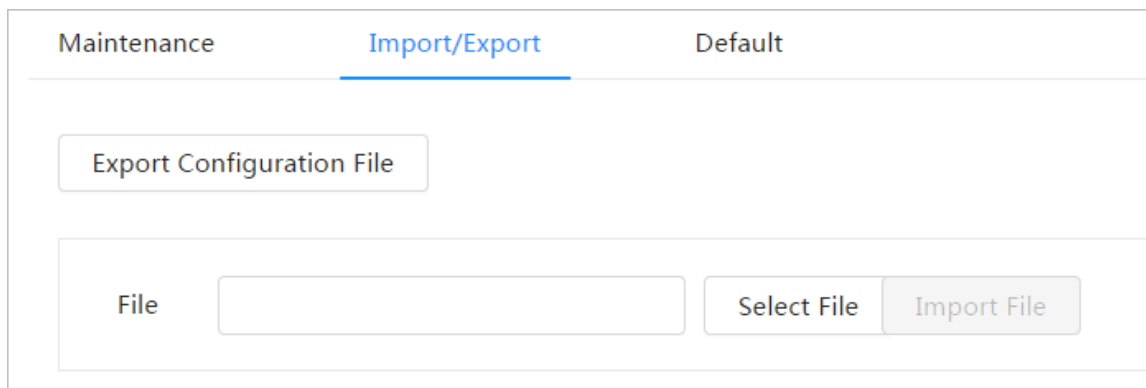 Maintenance Import/Export Default
Export Configuration File
File Select File Import File